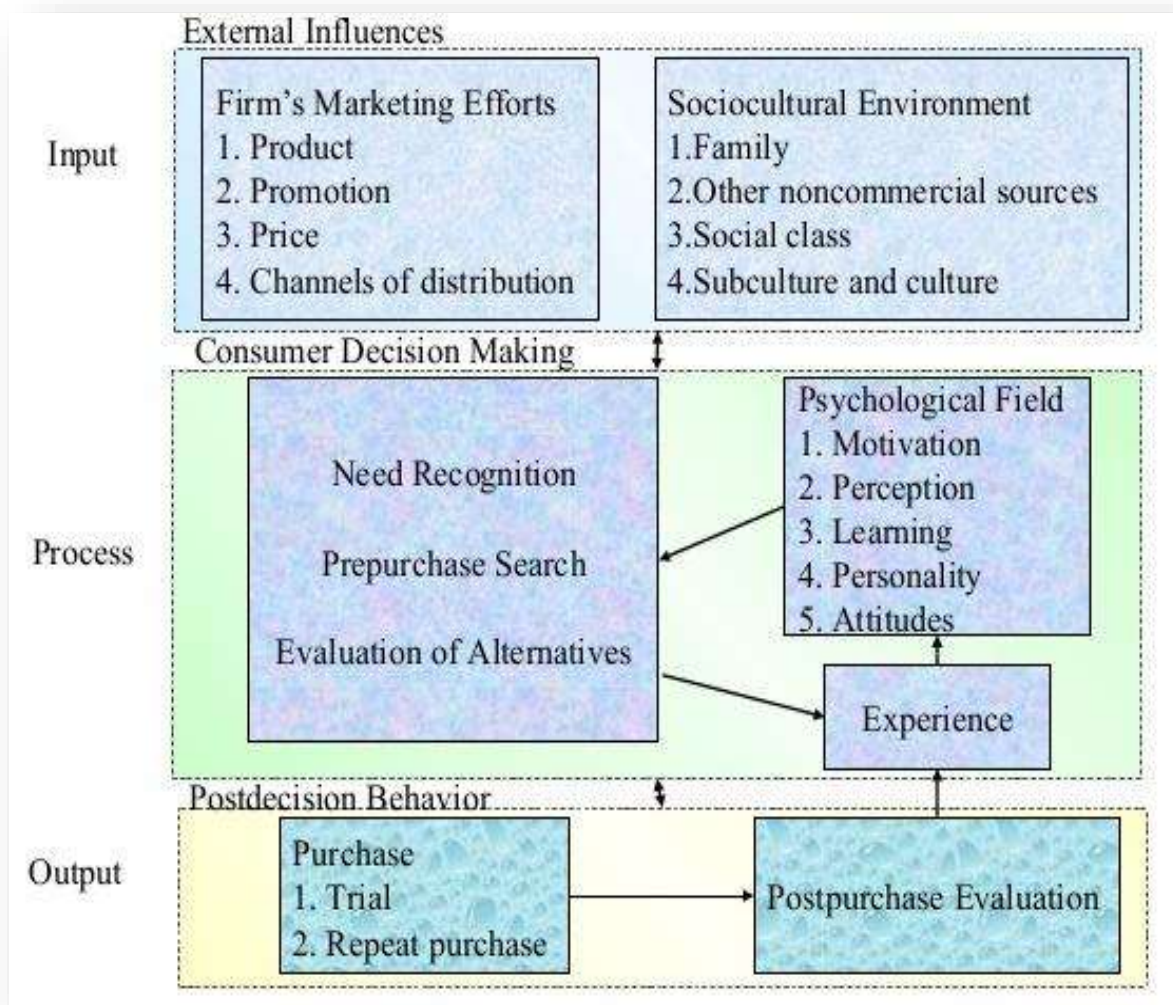 External Influences
Input
Firm's Marketing Efforts
1. Product
2. Promotion
3. Price
4. Channels of distribution
Sociocultural Environment
1.Family
2.Other noncommercial sources
3.Social class
4.Subculture and culture
Consumer Decision Making
Process
Need Recognition
Prepurchase Search
Evaluation of Alternatives
Psychological Field
1. Motivation
2. Perception
3. Learning
4. Personality
5. Attitudes
Experience
Postdecision Behavior
Output
Purchase
1. Trial
2. Repeat purchase
Postpurchase Evaluation